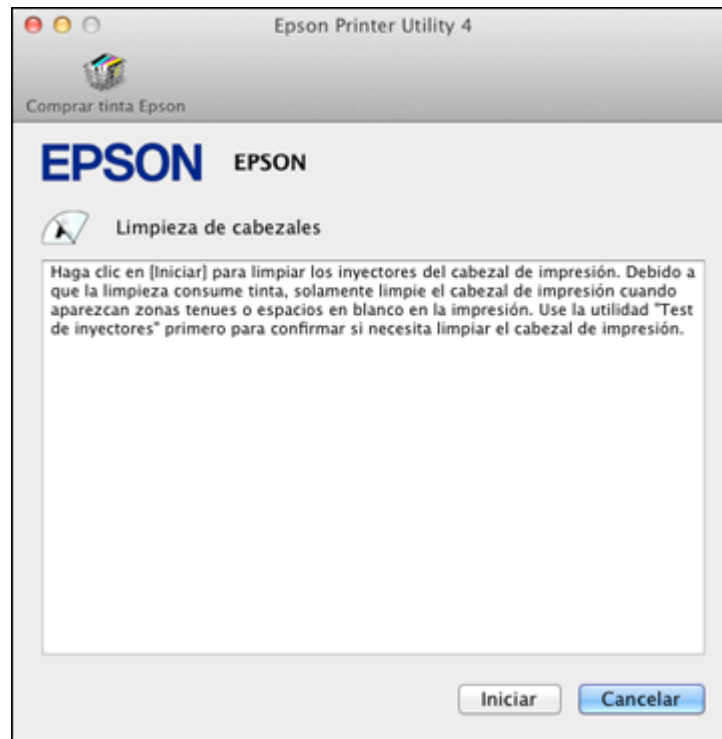 Epson Printer Utility 4
Comprar tinta Epson
EPSON EPSON
Limpieza de cabezales
Haga clic en [Iniciar] para limpiar los inyectores del cabezal de impresión. Debido a
que la limpieza consume tinta, solamente limpie el cabezal de impresión cuando
aparezcan zonas tenues o espacios en blanco en la impresión. Use la utilidad "Test
de inyectores" primero para confirmar si necesita limpiar el cabezal de impresión.
Iniciar Cancelar